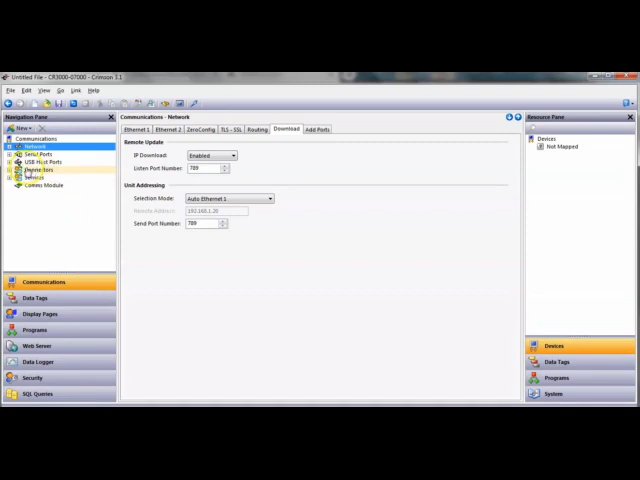 Untitled File - CR3000-07000 - Crimson 3.1
File Edit View Go Link Help
Navigation Pane
New
Communications
Network
Serial Ports
USB Host Ports
Connectors
Services
Comms Module
Communications
Data Tags
Display Pages
Programs
Web Server
Data Logger
Security
SQL Queries
Communications - Network
Ethernet 1 Ethernet 2 ZeroConfig TLS - SSL Routing Download Add Ports
Remote Update
IP Download: Enabled
Listen Port Number: 789
Unit Addressing
Selection Mode: Auto Ethernet 1
Remote Address: 192.168.1.20
Send Port Number: 789
Resource Pane
Devices
Not Mapped
Devices
Data Tags
Programs
System